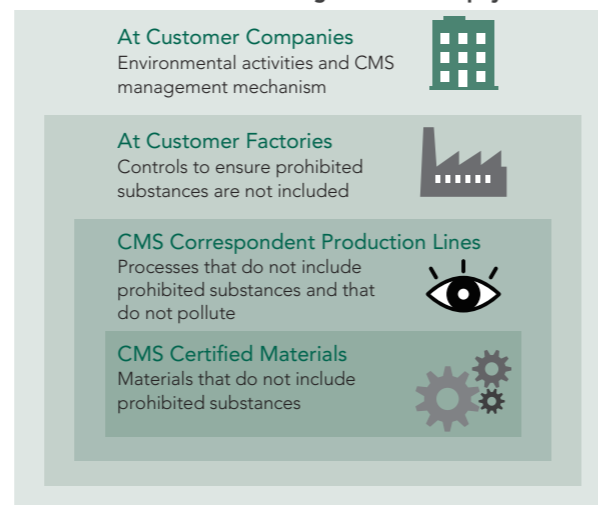 At Customer Companies
Environmental activities and CMS
management mechanism
At Customer Factories
Controls to ensure prohibited
substances are not included
CMS Correspondent Production Lines
Processes that do not include
prohibited substances and that
do not pollute
CMS Certified Materials
Materials that do not include
prohibited substances